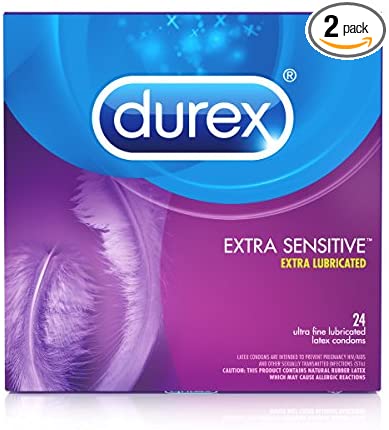 2
pack
durex®
EXTRA SENSITIVE™
EXTRA LUBRICATED
24
ultra fine lubricated
latex condoms
LATEX CONDOMS ARE INTENDED TO PREVENT PREGNANCY, HIV/AIDS
AND OTHER SEXUALLY TRANSMITTED INFECTIONS (STIs)
CAUTION: THIS PRODUCT CONTAINS NATURAL RUBBER LATEX
WHICH MAY CAUSE ALLERGIC REACTIONS